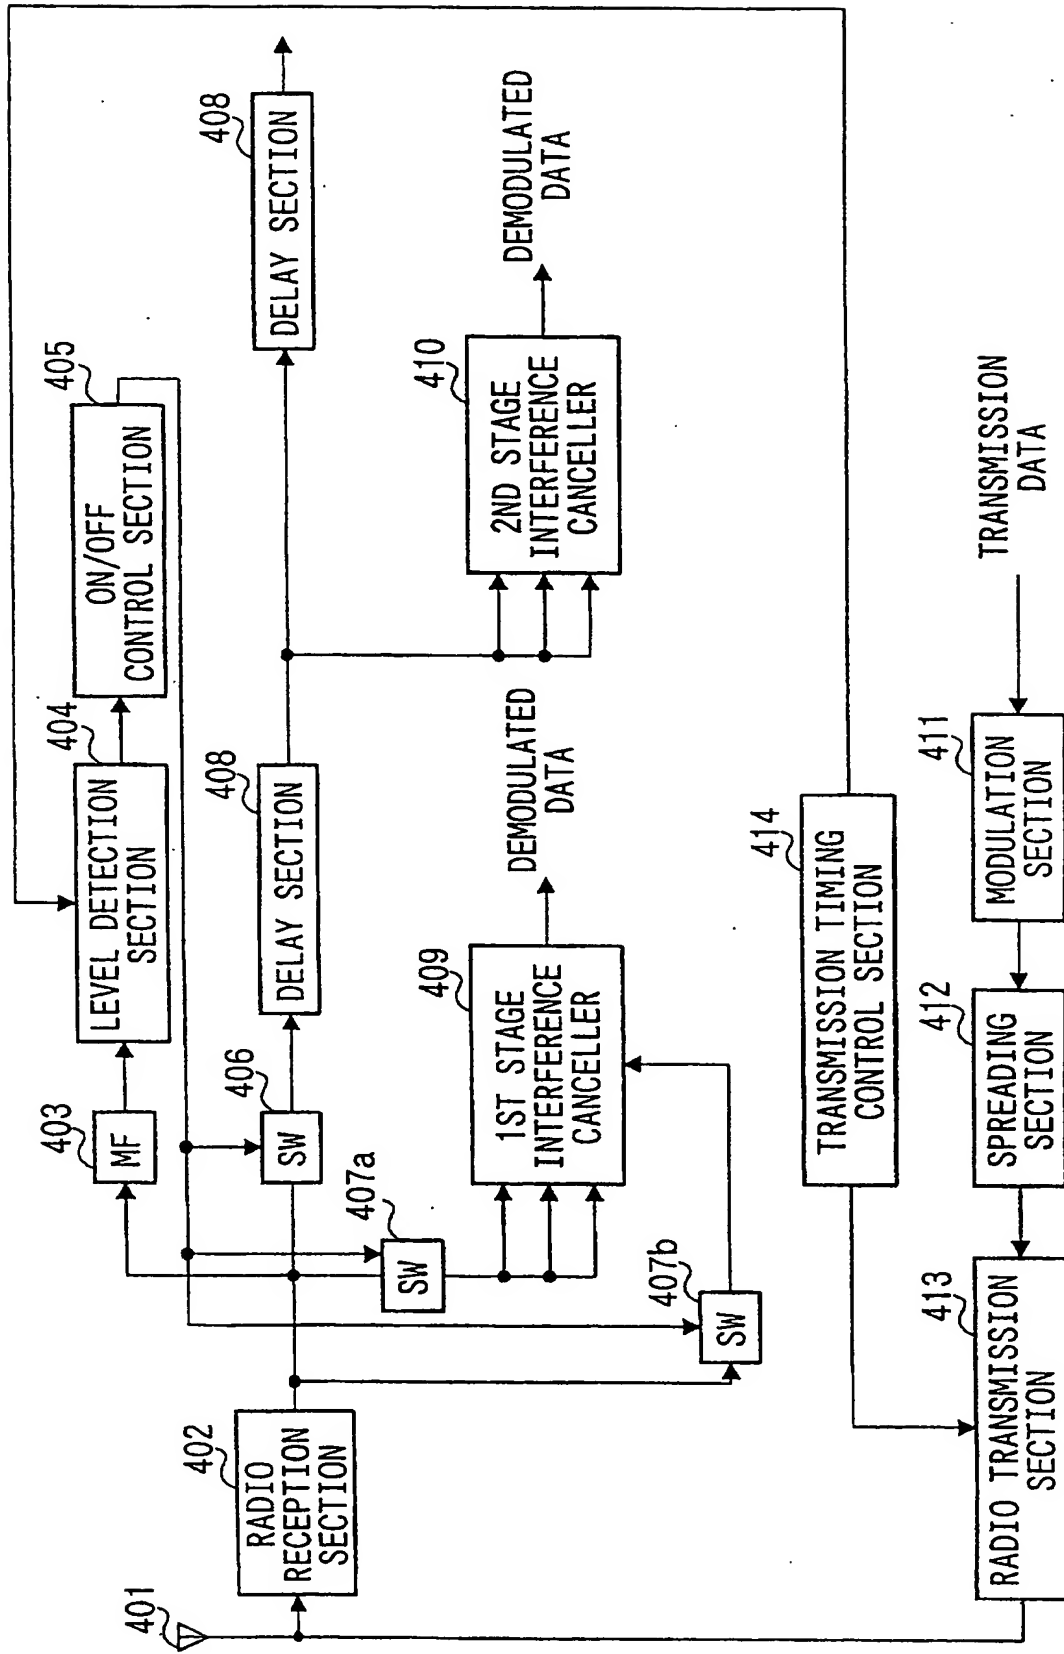 401
402
RADIO
RECEPTION
SECTION
403
MF
404
LEVEL DETECTION
SECTION
405
ON/OFF
CONTROL SECTION
406
SW
407a
SW
407b
SW
408
DELAY SECTION
408
DELAY SECTION
409
1ST STAGE
INTERFERENCE
CANCELLER
DEMODULATED
DATA
410
2ND STAGE
INTERFERENCE
CANCELLER
DEMODULATED
DATA
414
TRANSMISSION TIMING
CONTROL SECTION
413
RADIO TRANSMISSION
SECTION
412
SPREADING
SECTION
411
MODULATION
SECTION
TRANSMISSION
DATA